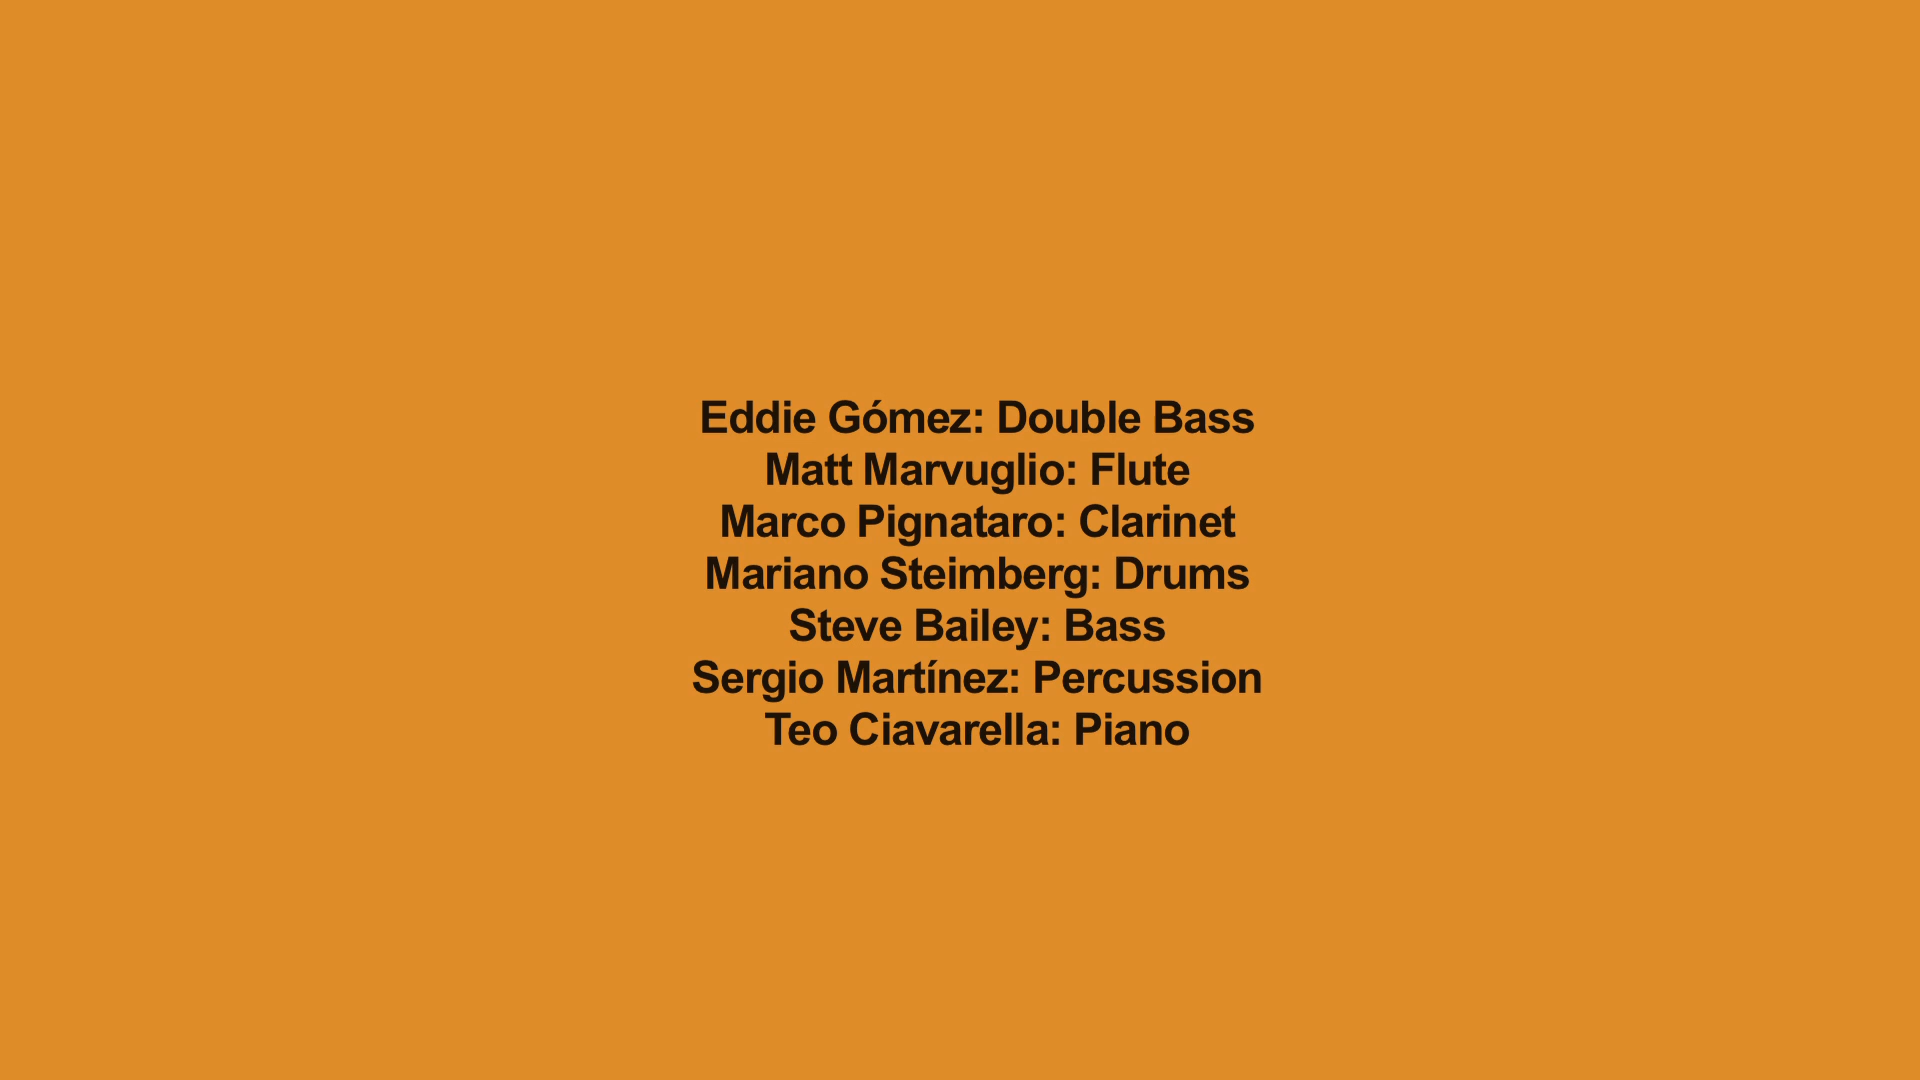 Eddie Gómez: Double Bass
Matt Marvuglio: Flute
Marco Pignataro: Clarinet
Mariano Steimberg: Drums
Steve Bailey: Bass
Sergio Martínez: Percussion
Teo Ciavarella: Piano